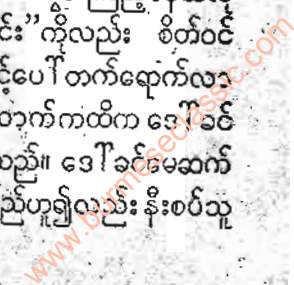 င်း”ကိုလည်း စိတ်ဝင်
ပေါ်တက်ရောက်လာ
တက်ကထိက ဒေါ်ခင်
သည်။ ဒေါ်ခင်မေဆက်
ည်ဟူ၍လည်း နီးစပ်သူ
www.burmeseclassic.com